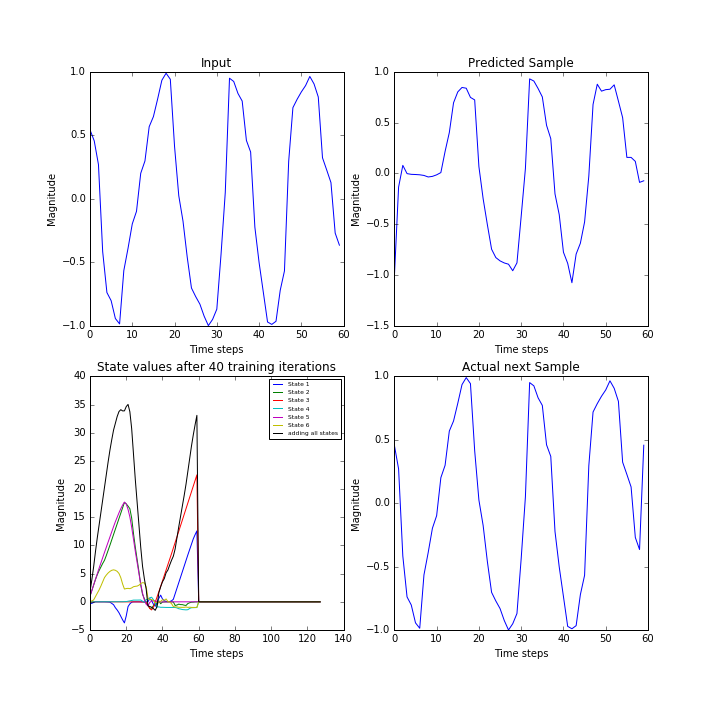 Input
Magnitude
1.0
0.5
0.0
−0.5
−1.0
0 10 20 30 40 50 60
Time steps
Predicted Sample
Magnitude
1.0
0.5
0.0
−0.5
−1.0
−1.5
0 10 20 30 40 50 60
Time steps
State values after 40 training iterations
Magnitude
40
35
30
25
20
15
10
5
0
−5
0 20 40 60 80 100 120 140
Time steps
State 1
State 2
State 3
State 4
State 5
State 6
adding all states
Actual next Sample
Magnitude
1.0
0.5
0.0
−0.5
−1.0
0 10 20 30 40 50 60
Time steps